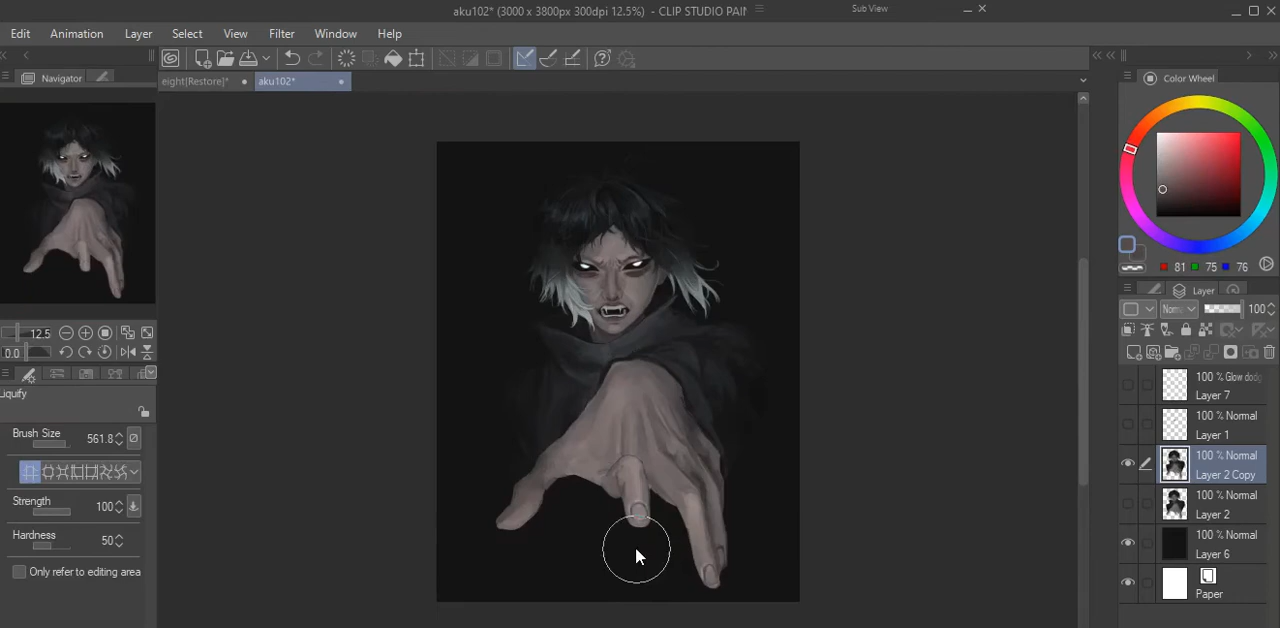 aku102* (3000 x 3800px 300dpi 12.5%) - CLIP STUDIO PAIN
Sub View
Edit Animation Layer Select View Filter Window Help
eight[Restore]*
aku102*
Navigator
12.5
0.0
Liquify
Brush Size 561.8
Strength 100
Hardness 50
Only refer to editing area
Color Wheel
81 75 76
Layer
Norm 100
100 % Glow dodg
Layer 7
100 % Normal
Layer 1
100 % Normal
Layer 2 Copy
100 % Normal
Layer 2
100 % Normal
Layer 6
Paper